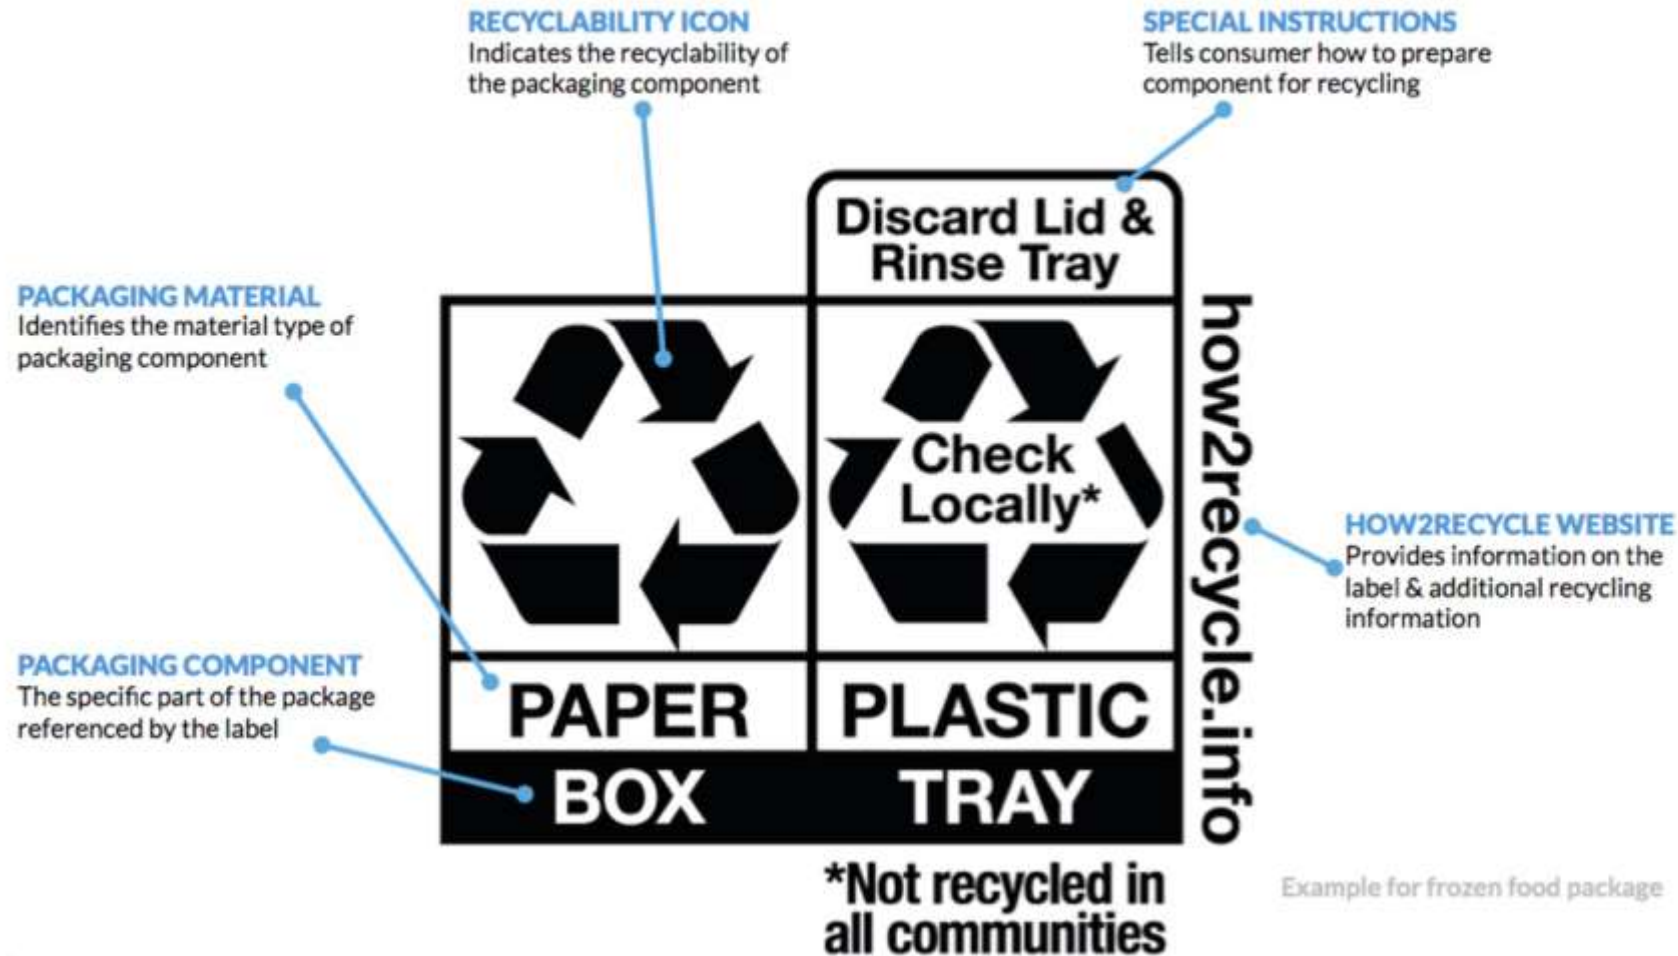 RECYCLABILITY ICON
Indicates the recyclability of
the packaging component
SPECIAL INSTRUCTIONS
Tells consumer how to prepare
component for recycling
Discard Lid &
Rinse Tray
PACKAGING MATERIAL
Identifies the material type of
packaging component
Check
Locally*
how2recycle.info
HOW2RECYCLE WEBSITE
Provides information on the
label & additional recycling
information
PACKAGING COMPONENT
The specific part of the package
referenced by the label
PAPER
PLASTIC
BOX
TRAY
*Not recycled in
all communities
Example for frozen food package